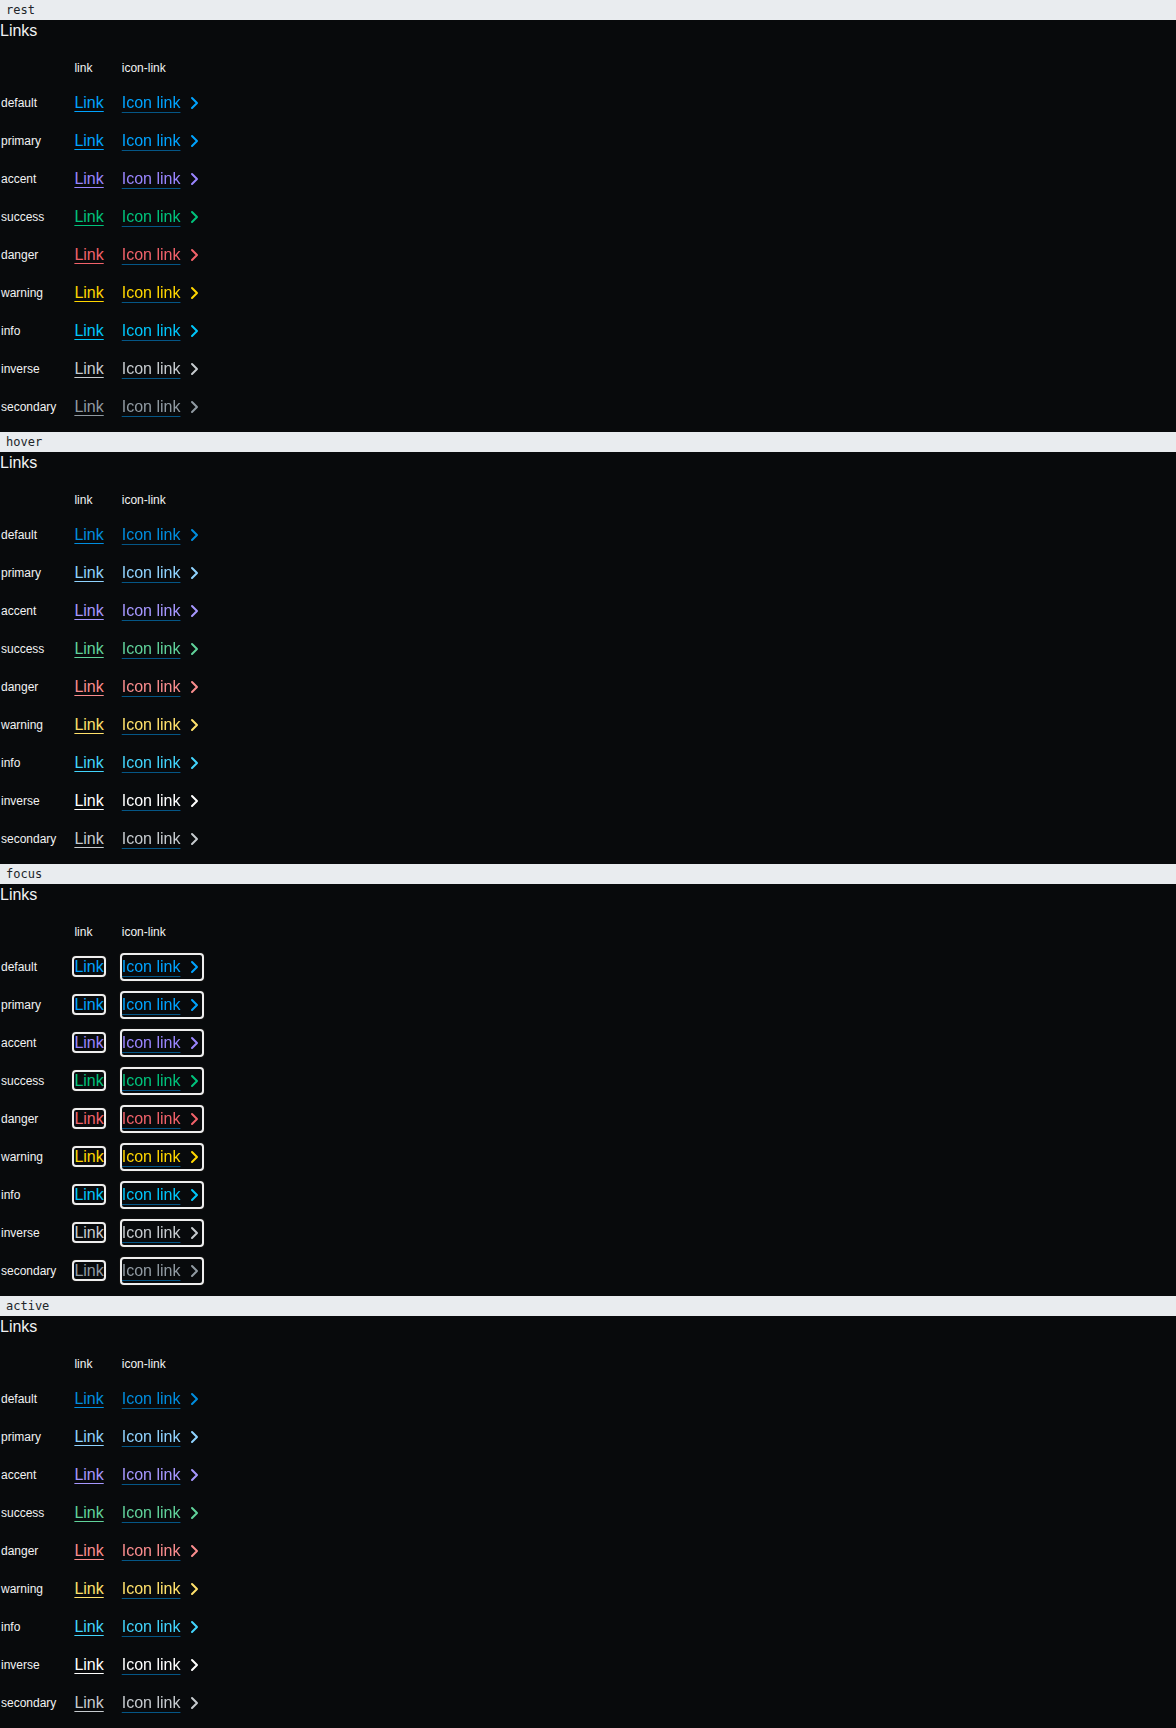 rest
Links
link icon-link
default Link Icon link
primary Link Icon link
accent Link Icon link
success Link Icon link
danger Link Icon link
warning Link Icon link
info Link Icon link
inverse Link Icon link
secondary Link Icon link
hover
Links
link icon-link
default Link Icon link
primary Link Icon link
accent Link Icon link
success Link Icon link
danger Link Icon link
warning Link Icon link
info Link Icon link
inverse Link Icon link
secondary Link Icon link
focus
Links
link icon-link
default Link Icon link
primary Link Icon link
accent Link Icon link
success Link Icon link
danger Link Icon link
warning Link Icon link
info Link Icon link
inverse Link Icon link
secondary Link Icon link
active
Links
link icon-link
default Link Icon link
primary Link Icon link
accent Link Icon link
success Link Icon link
danger Link Icon link
warning Link Icon link
info Link Icon link
inverse Link Icon link
secondary Link Icon link